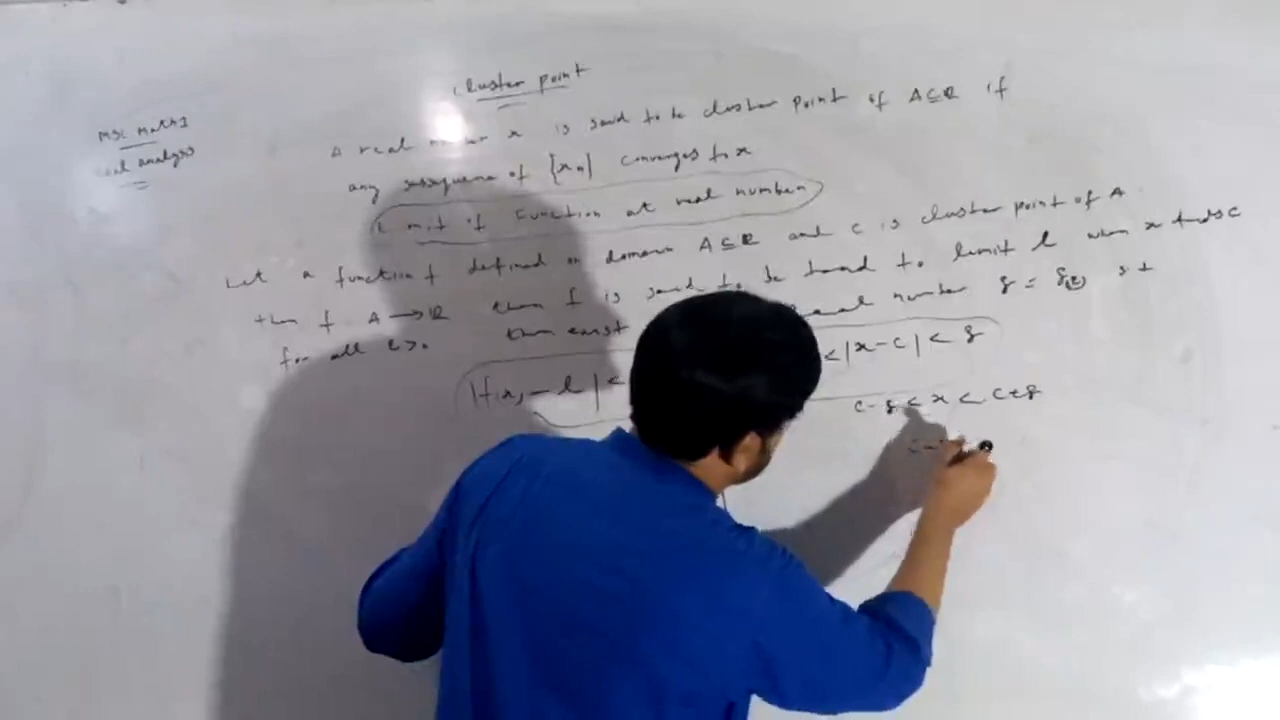 cluster point
MSC Maths
real analysis
A real number x is said to be cluster point of A⊆R if
any subsequence of {xn} converges to x
Limit of Function at real number
Let a function f defined on domain A⊆R and c is cluster point of A
then f A → R then f is said to be tend to limit l when x tends c
for all ε>0 then exist real number δ = δ(ε) s t
|f(x) - l| < < |x-c| < δ
c-δ < x < c+δ